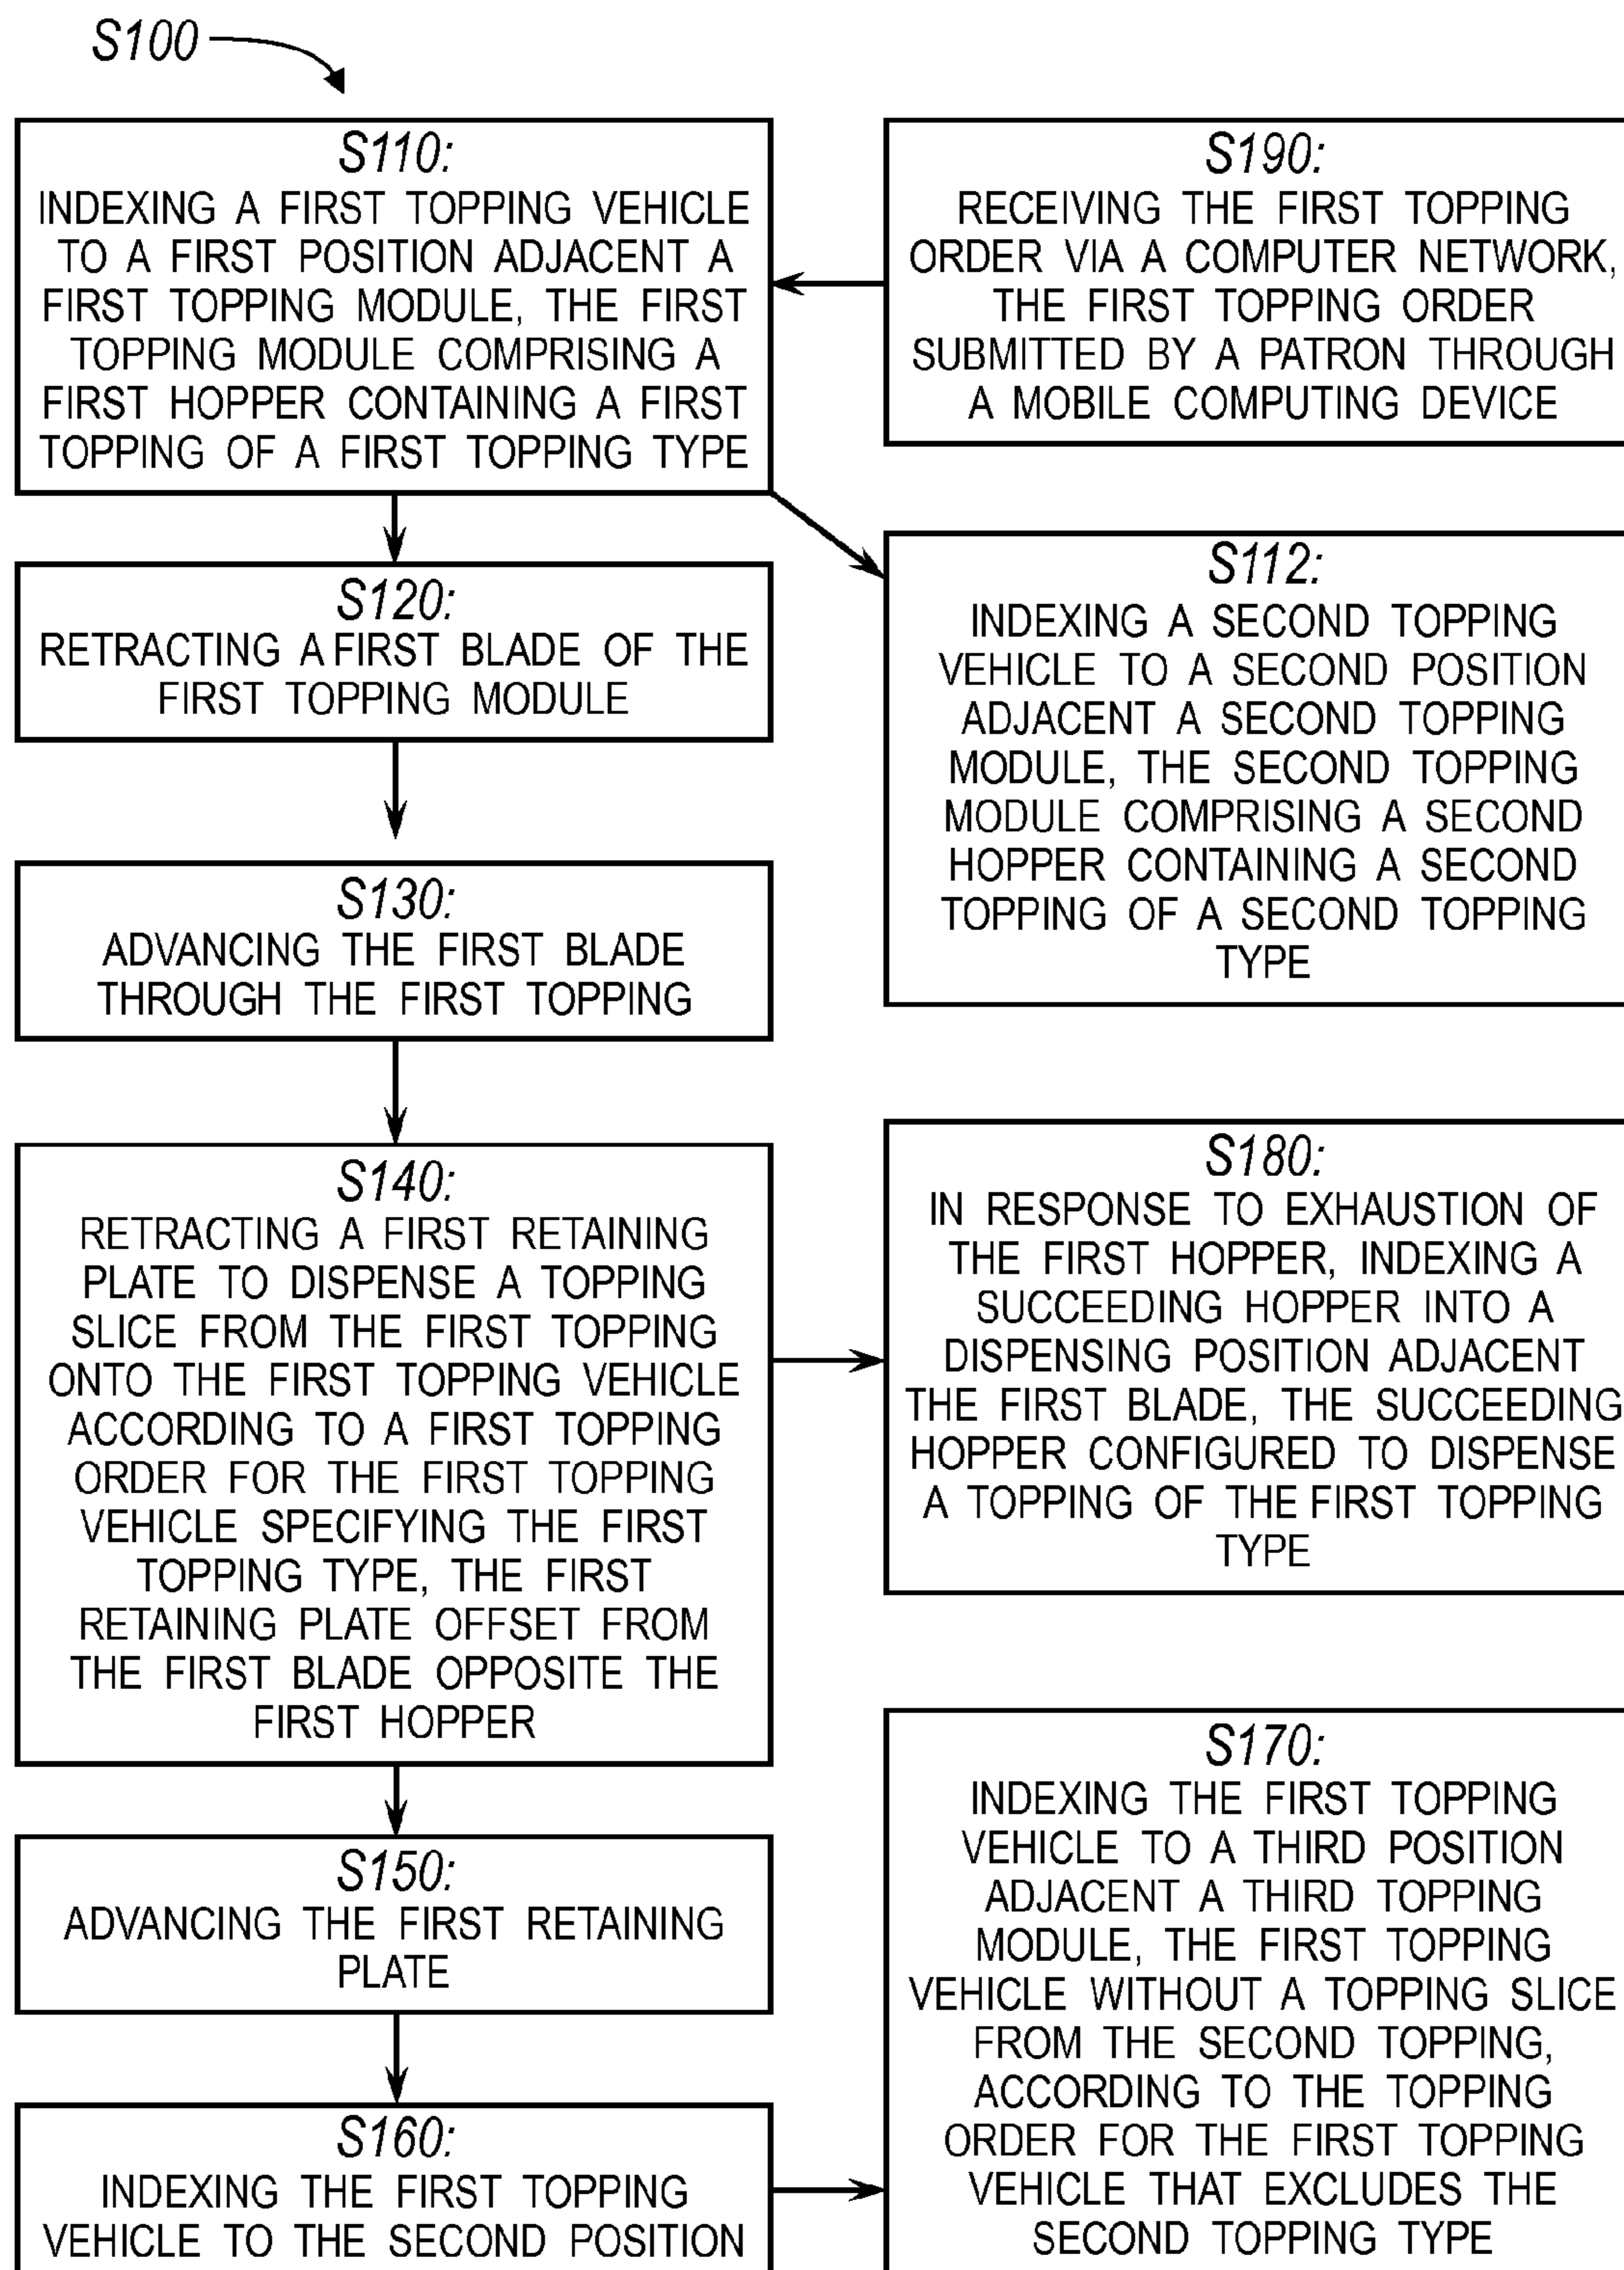 S100
S110:
INDEXING A FIRST TOPPING VEHICLE
TO A FIRST POSITION ADJACENT A
FIRST TOPPING MODULE, THE FIRST
TOPPING MODULE COMPRISING A
FIRST HOPPER CONTAINING A FIRST
TOPPING OF A FIRST TOPPING TYPE
S190:
RECEIVING THE FIRST TOPPING
ORDER VIA A COMPUTER NETWORK,
THE FIRST TOPPING ORDER
SUBMITTED BY A PATRON THROUGH
A MOBILE COMPUTING DEVICE
S120:
RETRACTING A FIRST BLADE OF THE
FIRST TOPPING MODULE
S112:
INDEXING A SECOND TOPPING
VEHICLE TO A SECOND POSITION
ADJACENT A SECOND TOPPING
MODULE, THE SECOND TOPPING
MODULE COMPRISING A SECOND
HOPPER CONTAINING A SECOND
TOPPING OF A SECOND TOPPING
TYPE
S130:
ADVANCING THE FIRST BLADE
THROUGH THE FIRST TOPPING
S140:
RETRACTING A FIRST RETAINING
PLATE TO DISPENSE A TOPPING
SLICE FROM THE FIRST TOPPING
ONTO THE FIRST TOPPING VEHICLE
ACCORDING TO A FIRST TOPPING
ORDER FOR THE FIRST TOPPING
VEHICLE SPECIFYING THE FIRST
TOPPING TYPE, THE FIRST
RETAINING PLATE OFFSET FROM
THE FIRST BLADE OPPOSITE THE
FIRST HOPPER
S180:
IN RESPONSE TO EXHAUSTION OF
THE FIRST HOPPER, INDEXING A
SUCCEEDING HOPPER INTO A
DISPENSING POSITION ADJACENT
THE FIRST BLADE, THE SUCCEEDING
HOPPER CONFIGURED TO DISPENSE
A TOPPING OF THE FIRST TOPPING
TYPE
S150:
ADVANCING THE FIRST RETAINING
PLATE
S160:
INDEXING THE FIRST TOPPING
VEHICLE TO THE SECOND POSITION
S170:
INDEXING THE FIRST TOPPING
VEHICLE TO A THIRD POSITION
ADJACENT A THIRD TOPPING
MODULE, THE FIRST TOPPING
VEHICLE WITHOUT A TOPPING SLICE
FROM THE SECOND TOPPING,
ACCORDING TO THE TOPPING
ORDER FOR THE FIRST TOPPING
VEHICLE THAT EXCLUDES THE
SECOND TOPPING TYPE